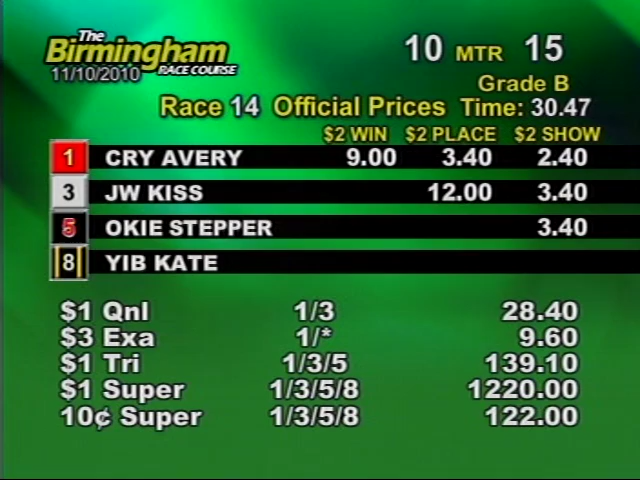 The
Birmingham
RACE COURSE
11/10/2010
10 MTR 15
Grade B
Race 14 Official Prices Time: 30.47
$2 WIN $2 PLACE $2 SHOW
1 CRY AVERY 9.00 3.40 2.40
3 JW KISS 12.00 3.40
5 OKIE STEPPER 3.40
8 YIB KATE
$1 Qnl 1/3 28.40
$3 Exa 1/* 9.60
$1 Tri 1/3/5 139.10
$1 Super 1/3/5/8 1220.00
10¢ Super 1/3/5/8 122.00